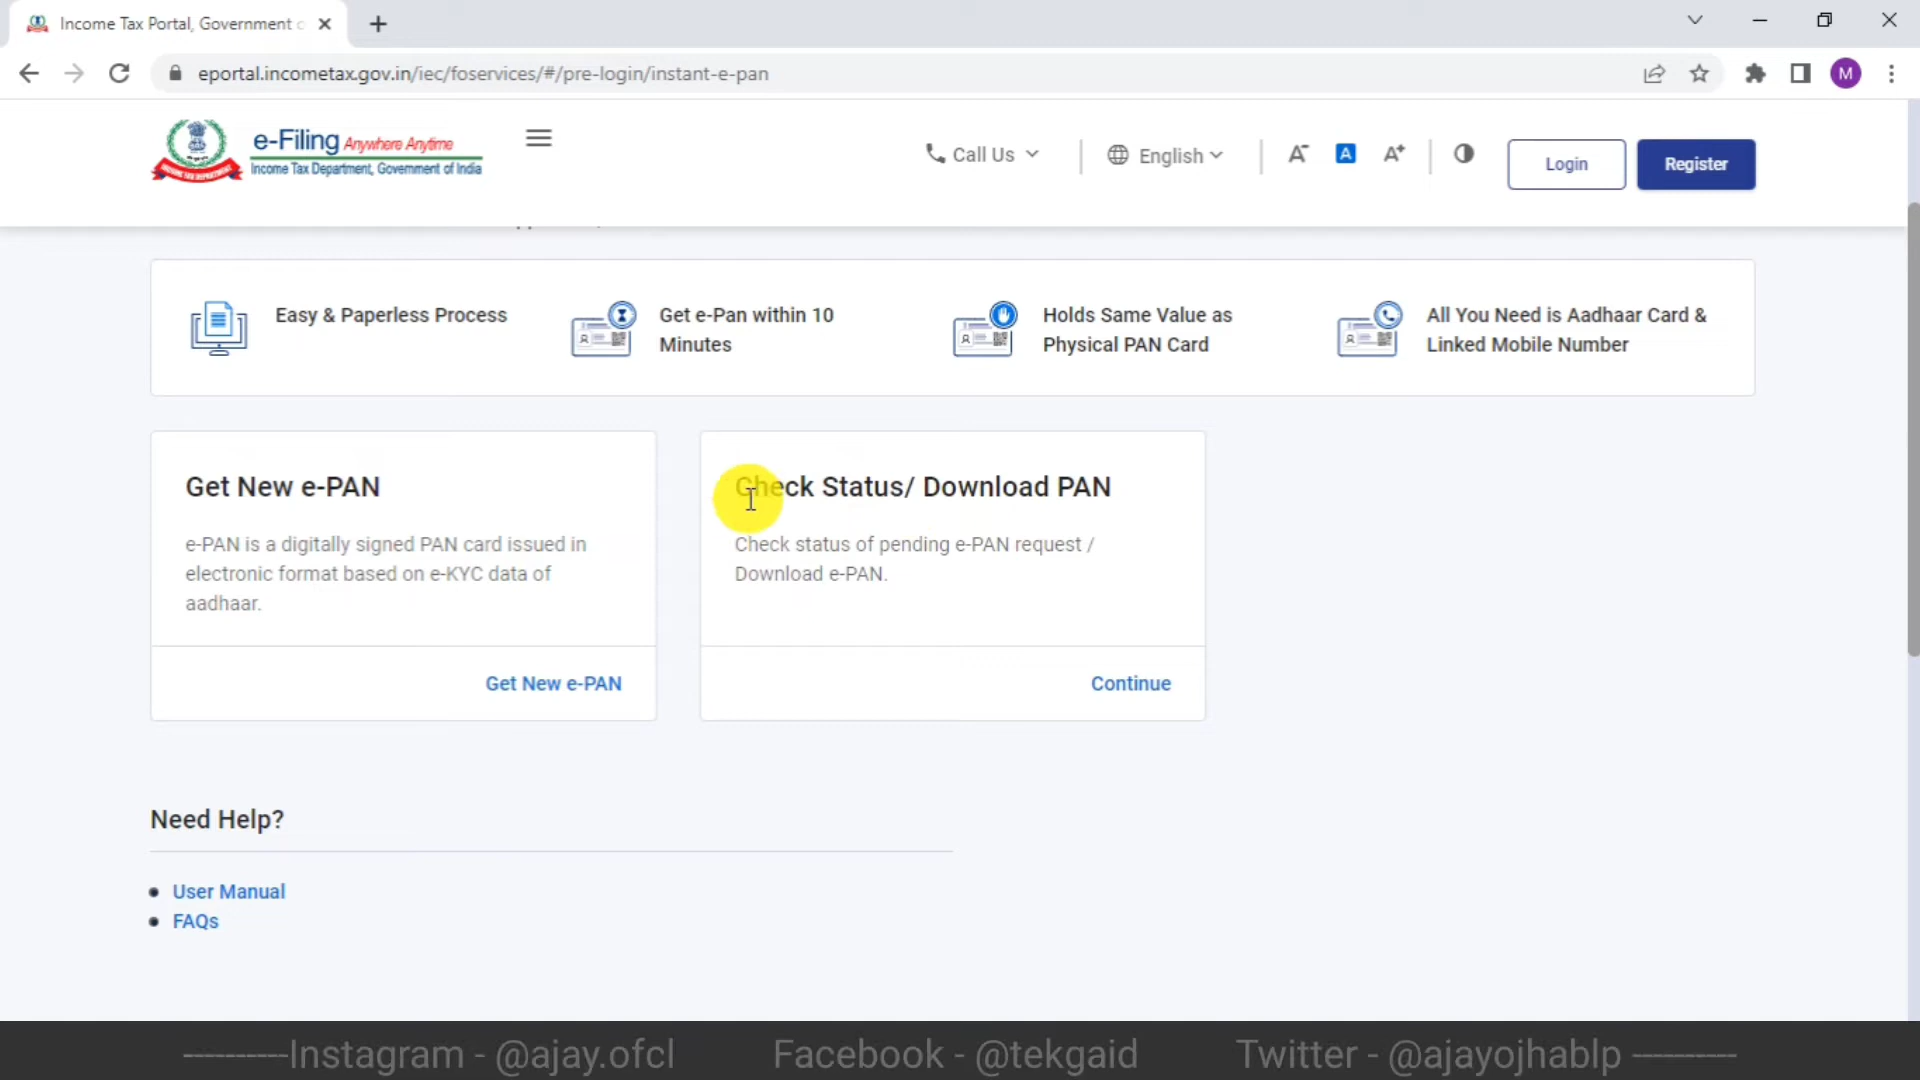 Income Tax Portal, Government
eportal.incometax.gov.in/iec/foservices/#/pre-login/instant-e-pan
M
e-Filing Anywhere Anytime
Income Tax Department, Government of India
Call Us
English
A-
A
A+
Login
Register
Easy & Paperless Process
Get e-Pan within 10
Minutes
Holds Same Value as
Physical PAN Card
All You Need is Aadhaar Card &
Linked Mobile Number
Get New e-PAN
e-PAN is a digitally signed PAN card issued in
electronic format based on e-KYC data of
aadhaar.
Get New e-PAN
Check Status/ Download PAN
Check status of pending e-PAN request /
Download e-PAN.
Continue
Need Help?
User Manual
FAQs
----------Instagram - @ajay.ofcl Facebook - @tekgaid Twitter - @ajayojhablp ----------